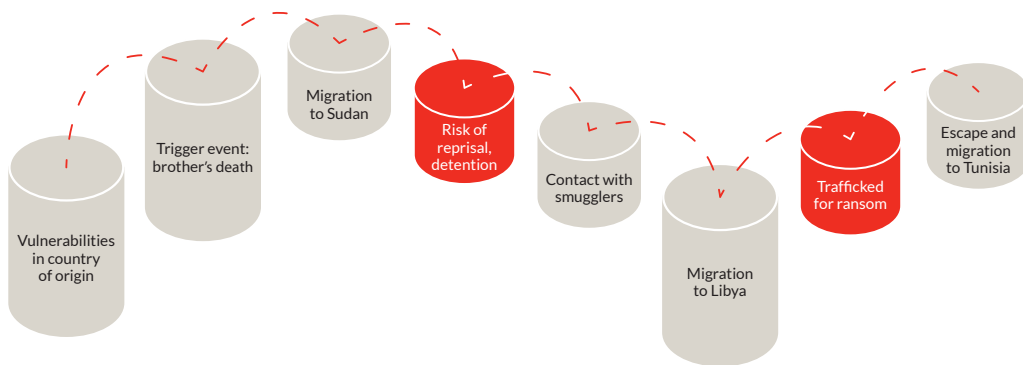 Vulnerabilities
in country
of origin
Trigger event:
brother's death
Migration
to Sudan
Risk of
reprisal,
detention
Contact with
smugglers
Migration
to Libya
Trafficked
for ransom
Escape and
migration
to Tunisia